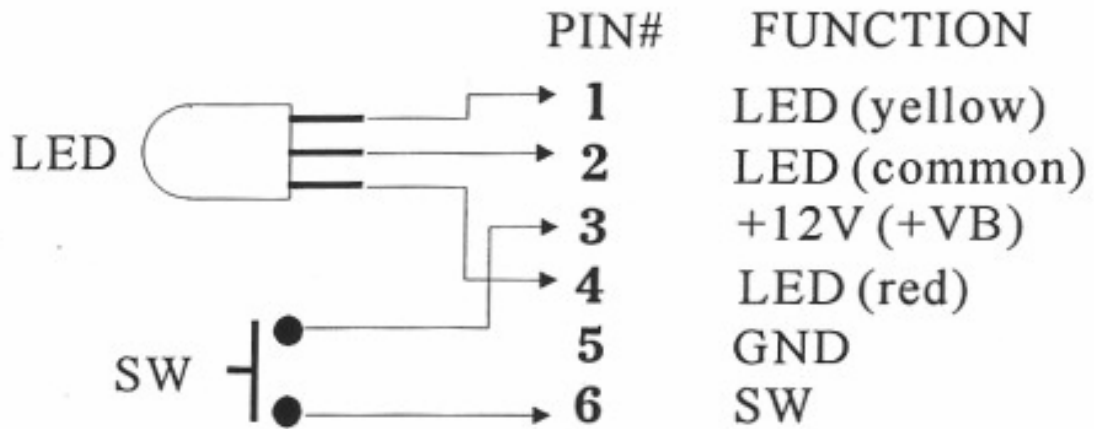 PIN# FUNCTION
1 LED (yellow)
LED
2 LED (common)
3 +12V (+VB)
4 LED (red)
5 GND
SW
6 SW